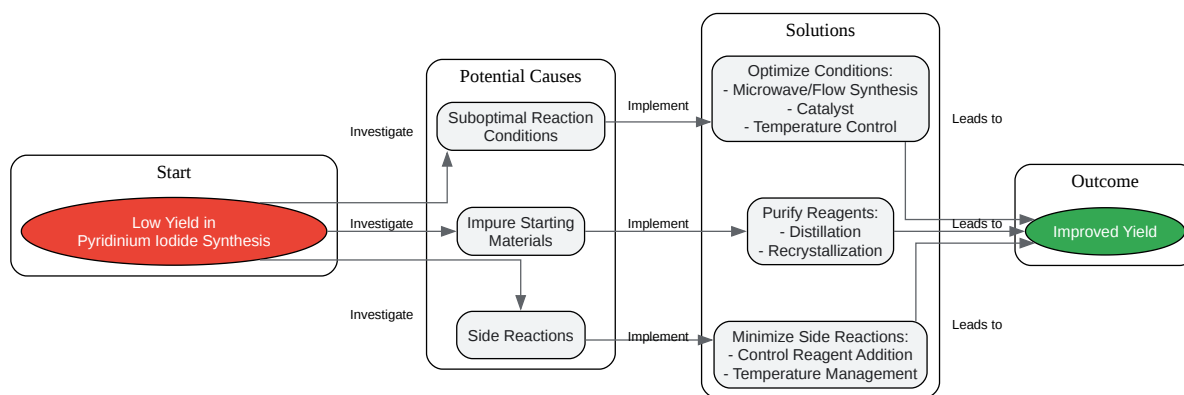 Start
Low Yield in
Pyridinium Iodide Synthesis
Investigate
Investigate
Investigate
Potential Causes
Suboptimal Reaction
Conditions
Impure Starting
Materials
Side Reactions
Implement
Implement
Implement
Solutions
Optimize Conditions:
- Microwave/Flow Synthesis
- Catalyst
- Temperature Control
Purify Reagents:
- Distillation
- Recrystallization
Minimize Side Reactions:
- Control Reagent Addition
- Temperature Management
Leads to
Leads to
Leads to
Outcome
Improved Yield